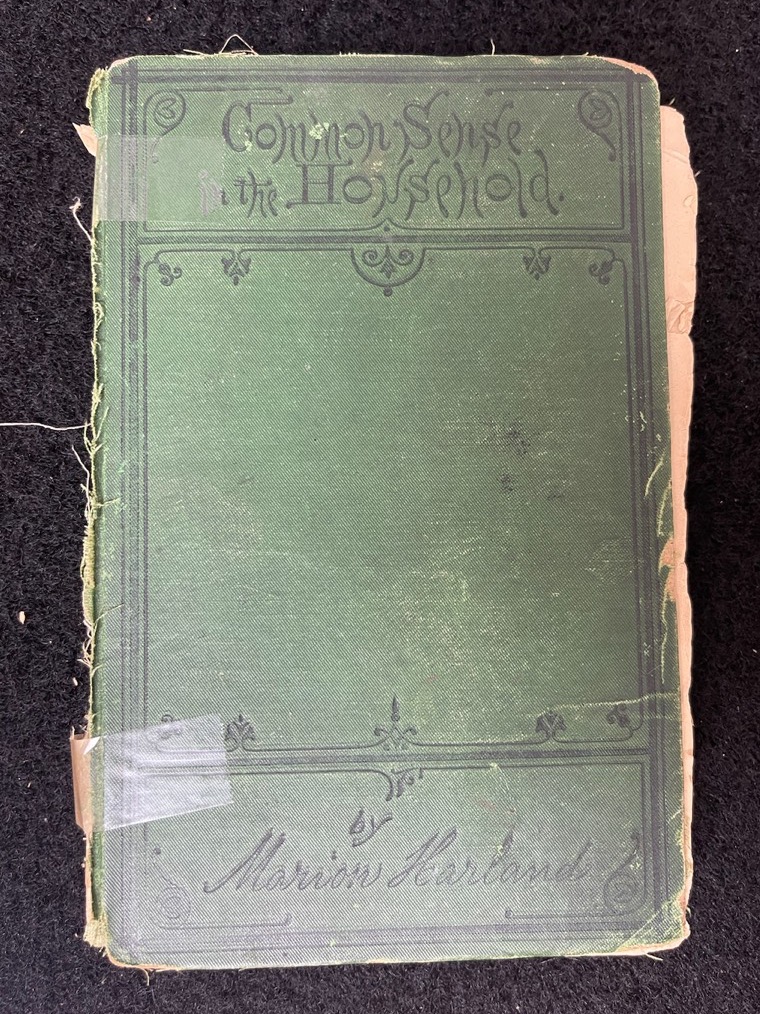 Common Sense
in the Household.
by
Marion Harland